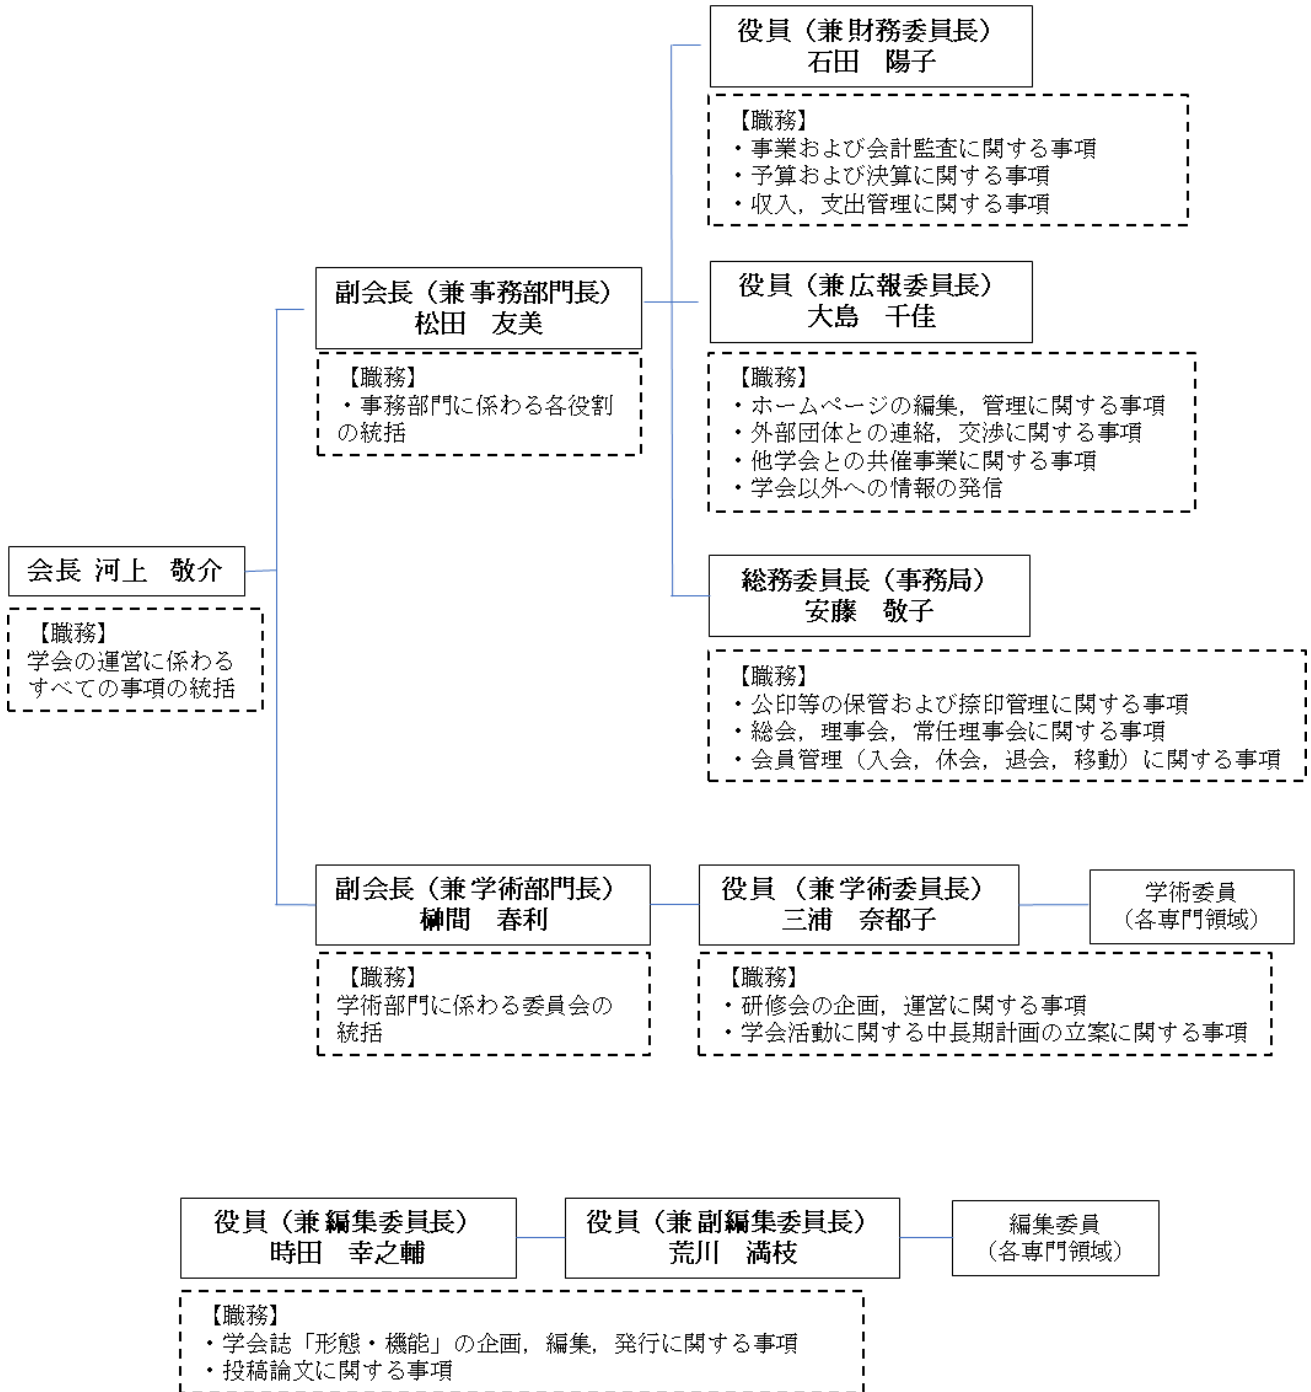 役員（兼財務委員長）
石田　陽子
【職務】
・事業および会計監査に関する事項
・予算および決算に関する事項
・収入，支出管理に関する事項
副会長（兼事務部門長）
松田　友美
【職務】
・事務部門に係わる各役割
の統括
役員（兼広報委員長）
大島　千佳
【職務】
・ホームページの編集，管理に関する事項
・外部団体との連絡，交渉に関する事項
・他学会との共催事業に関する事項
・学会以外への情報の発信
会長 河上　敬介
【職務】
学会の運営に係わる
すべての事項の統括
総務委員長（事務局）
安藤　敬子
【職務】
・公印等の保管および捺印管理に関する事項
・総会，理事会，常任理事会に関する事項
・会員管理（入会，休会，退会，移動）に関する事項
副会長（兼学術部門長）
榊間　春利
【職務】
学術部門に係わる委員会の
統括
役員 （兼学術委員長）
三浦　奈都子
【職務】
・研修会の企画，運営に関する事項
・学会活動に関する中長期計画の立案に関する事項
学術委員
（各専門領域）
役員（兼編集委員長）
時田　幸之輔
役員（兼副編集委員長）
荒川　満枝
編集委員
（各専門領域）
【職務】
・学会誌「形態・機能」の企画，編集，発行に関する事項
・投稿論文に関する事項